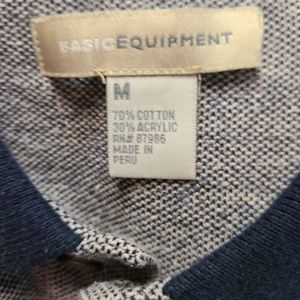 BASICEQUIPMENT
M
70% COTTON
30% ACRYLIC
RN# 87986
MADE IN
PERU